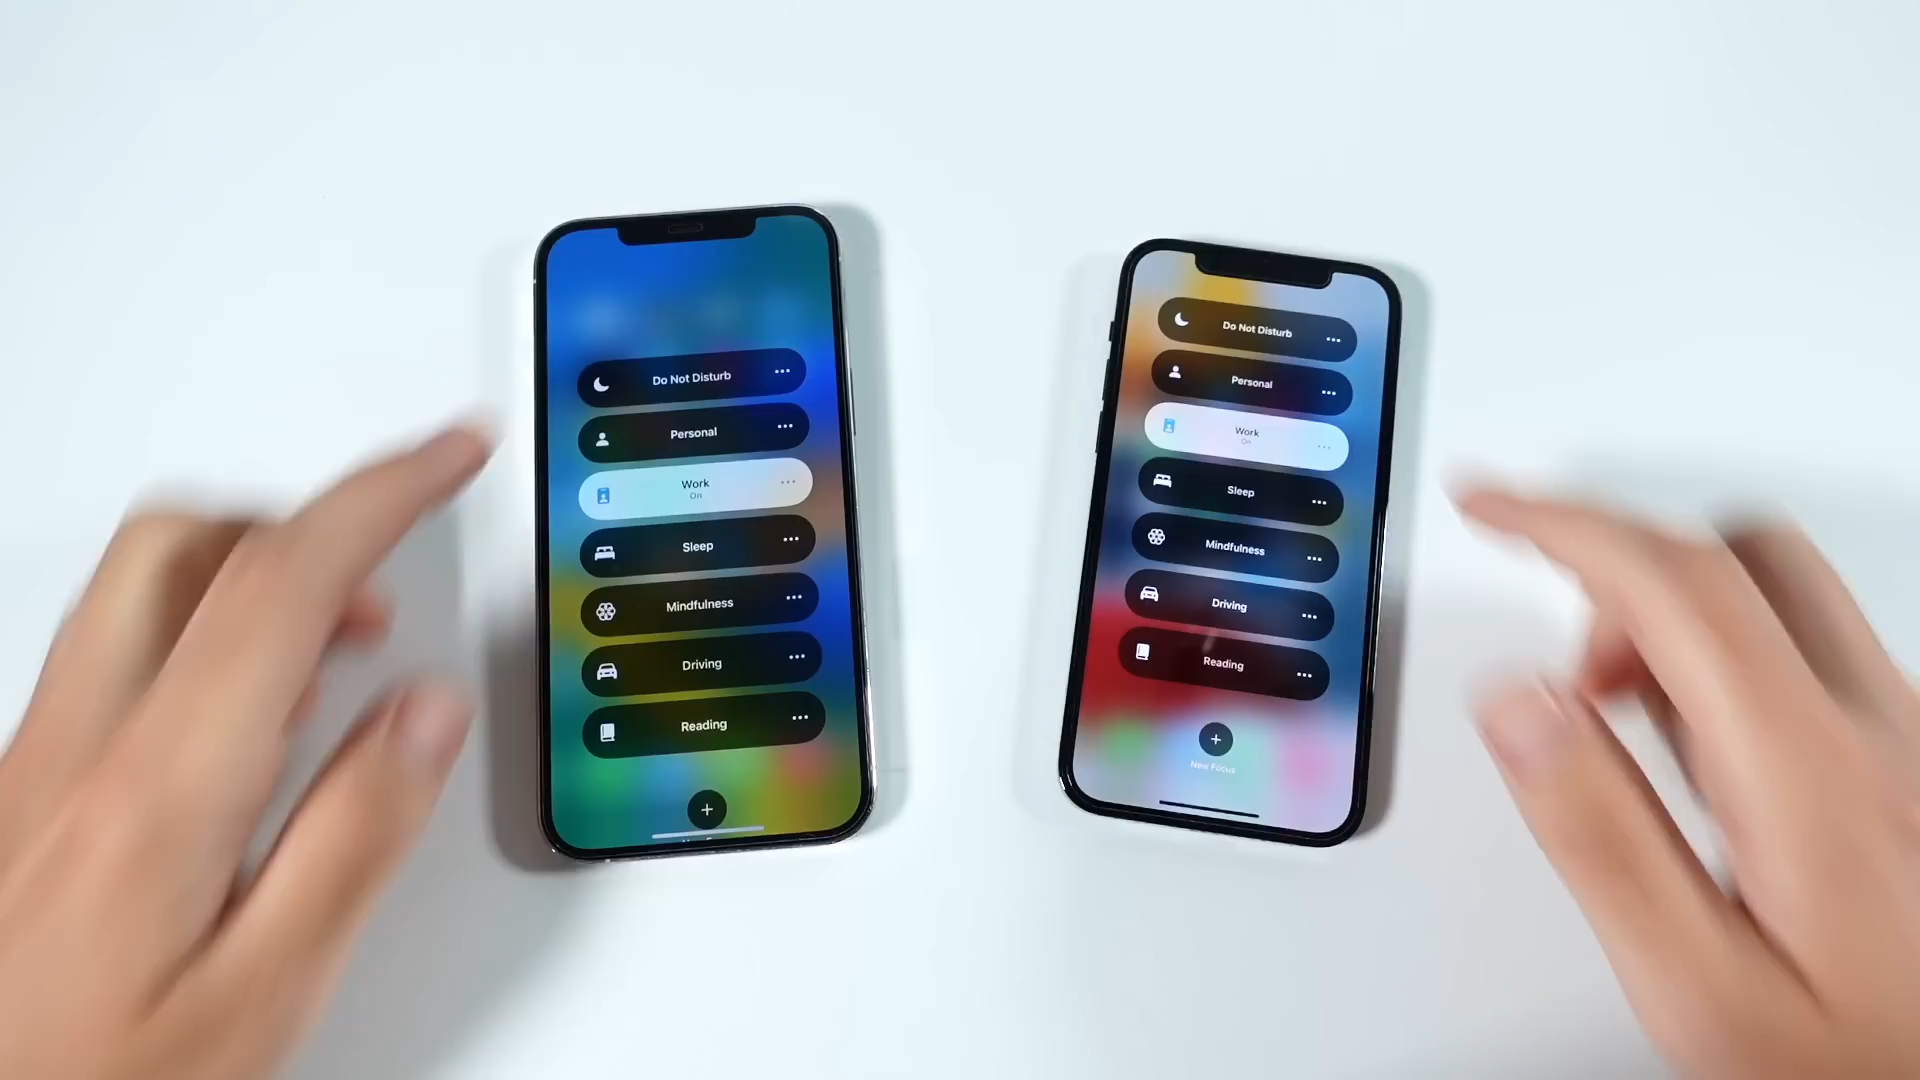 Do Not Disturb
Personal
Work
On
Sleep
Mindfulness
Driving
Reading
Do Not Disturb
Personal
Work
On
Sleep
Mindfulness
Driving
Reading
New Focus